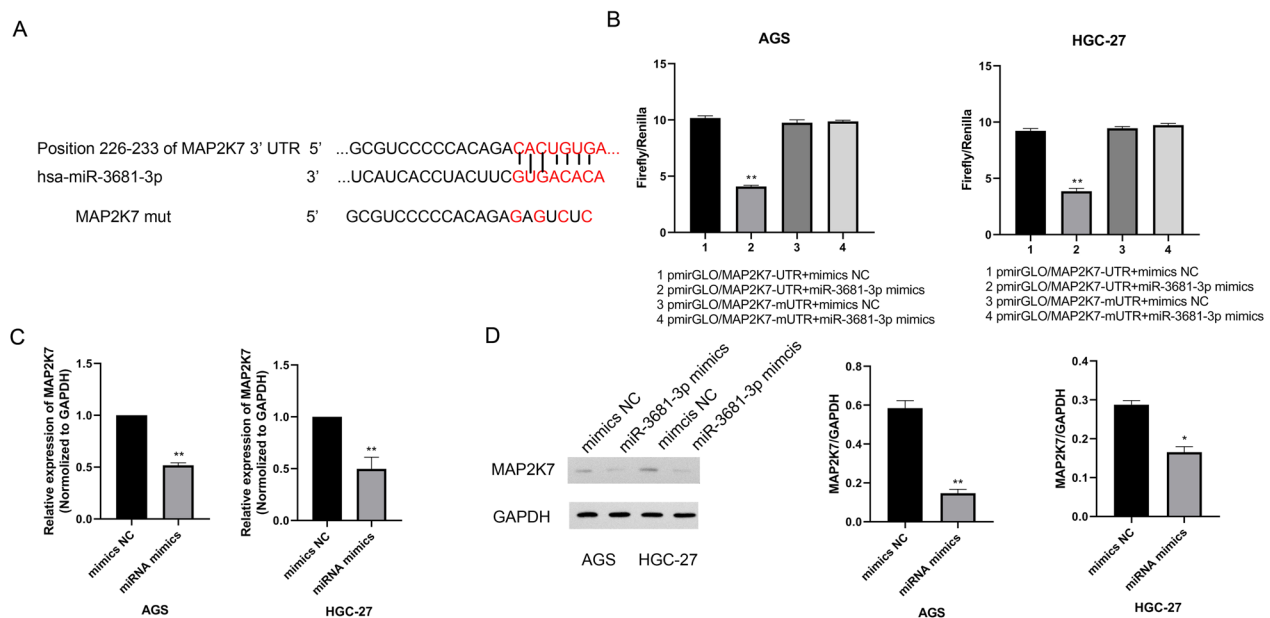 A
Position 226-233 of MAP2K7 3’ UTR 5’ ...GCGUCCCCCACAGACACUGUGA...
hsa-miR-3681-3p 3’ ...UCAUCACCUACUUCGUGACACA
MAP2K7 mut 5’ GCGUCCCCCACAGAGAGUCUC
B
AGS
Firefly/Renilla
15
10
5
0
**
1 2 3 4
1 pmirGLO/MAP2K7-UTR+mimics NC
2 pmirGLO/MAP2K7-UTR+miR-3681-3p mimics
3 pmirGLO/MAP2K7-mUTR+mimics NC
4 pmirGLO/MAP2K7-mUTR+miR-3681-3p mimics
HGC-27
Firefly/Renilla
15
10
5
0
**
1 2 3 4
1 pmirGLO/MAP2K7-UTR+mimics NC
2 pmirGLO/MAP2K7-UTR+miR-3681-3p mimics
3 pmirGLO/MAP2K7-mUTR+mimics NC
4 pmirGLO/MAP2K7-mUTR+miR-3681-3p mimics
C
Relative expression of MAP2K7
(Normolized to GAPDH)
1.5
1.0
0.5
0.0
**
mimics NC
miRNA mimics
AGS
Relative expression of MAP2K7
(Normolized to GAPDH)
1.5
1.0
0.5
0.0
**
mimics NC
miRNA mimics
HGC-27
D
mimics NC
miR-3681-3p mimics
mimcis NC
miR-3681-3p mimcis
MAP2K7
GAPDH
AGS HGC-27
MAP2K7/GAPDH
0.8
0.6
0.4
0.2
0.0
**
mimics NC
miRNA mimics
AGS
MAP2K7/GAPDH
0.4
0.3
0.2
0.1
0.0
*
mimics NC
miRNA mimics
HGC-27